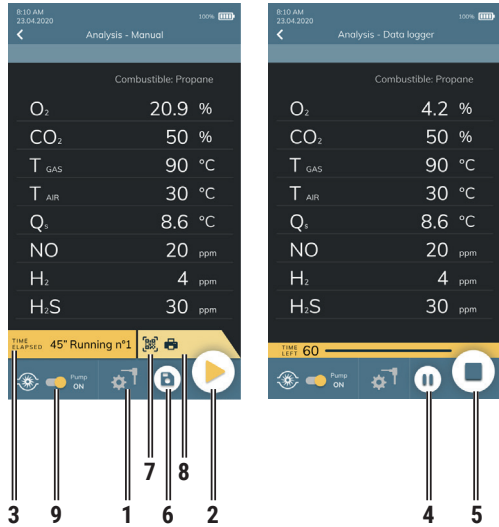 8:10 AM
23.04.2020
100%
Analysis - Manual
Combustible: Propane
O₂ 20.9 %
CO₂ 50 %
T GAS 90 °C
T AIR 30 °C
Qs 8.6 °C
NO 20 ppm
H₂ 4 ppm
H₂S 30 ppm
TIME ELAPSED 45" Running n°1
Pump ON
7 8
3 9 1 6 2
8:10 AM
23.04.2020
100%
Analysis - Data logger
Combustible: Propane
O₂ 4.2 %
CO₂ 50 %
T GAS 90 °C
T AIR 30 °C
Qs 8.6 °C
NO 20 ppm
H₂ 4 ppm
H₂S 30 ppm
TIME LEFT 60
Pump ON
4 5